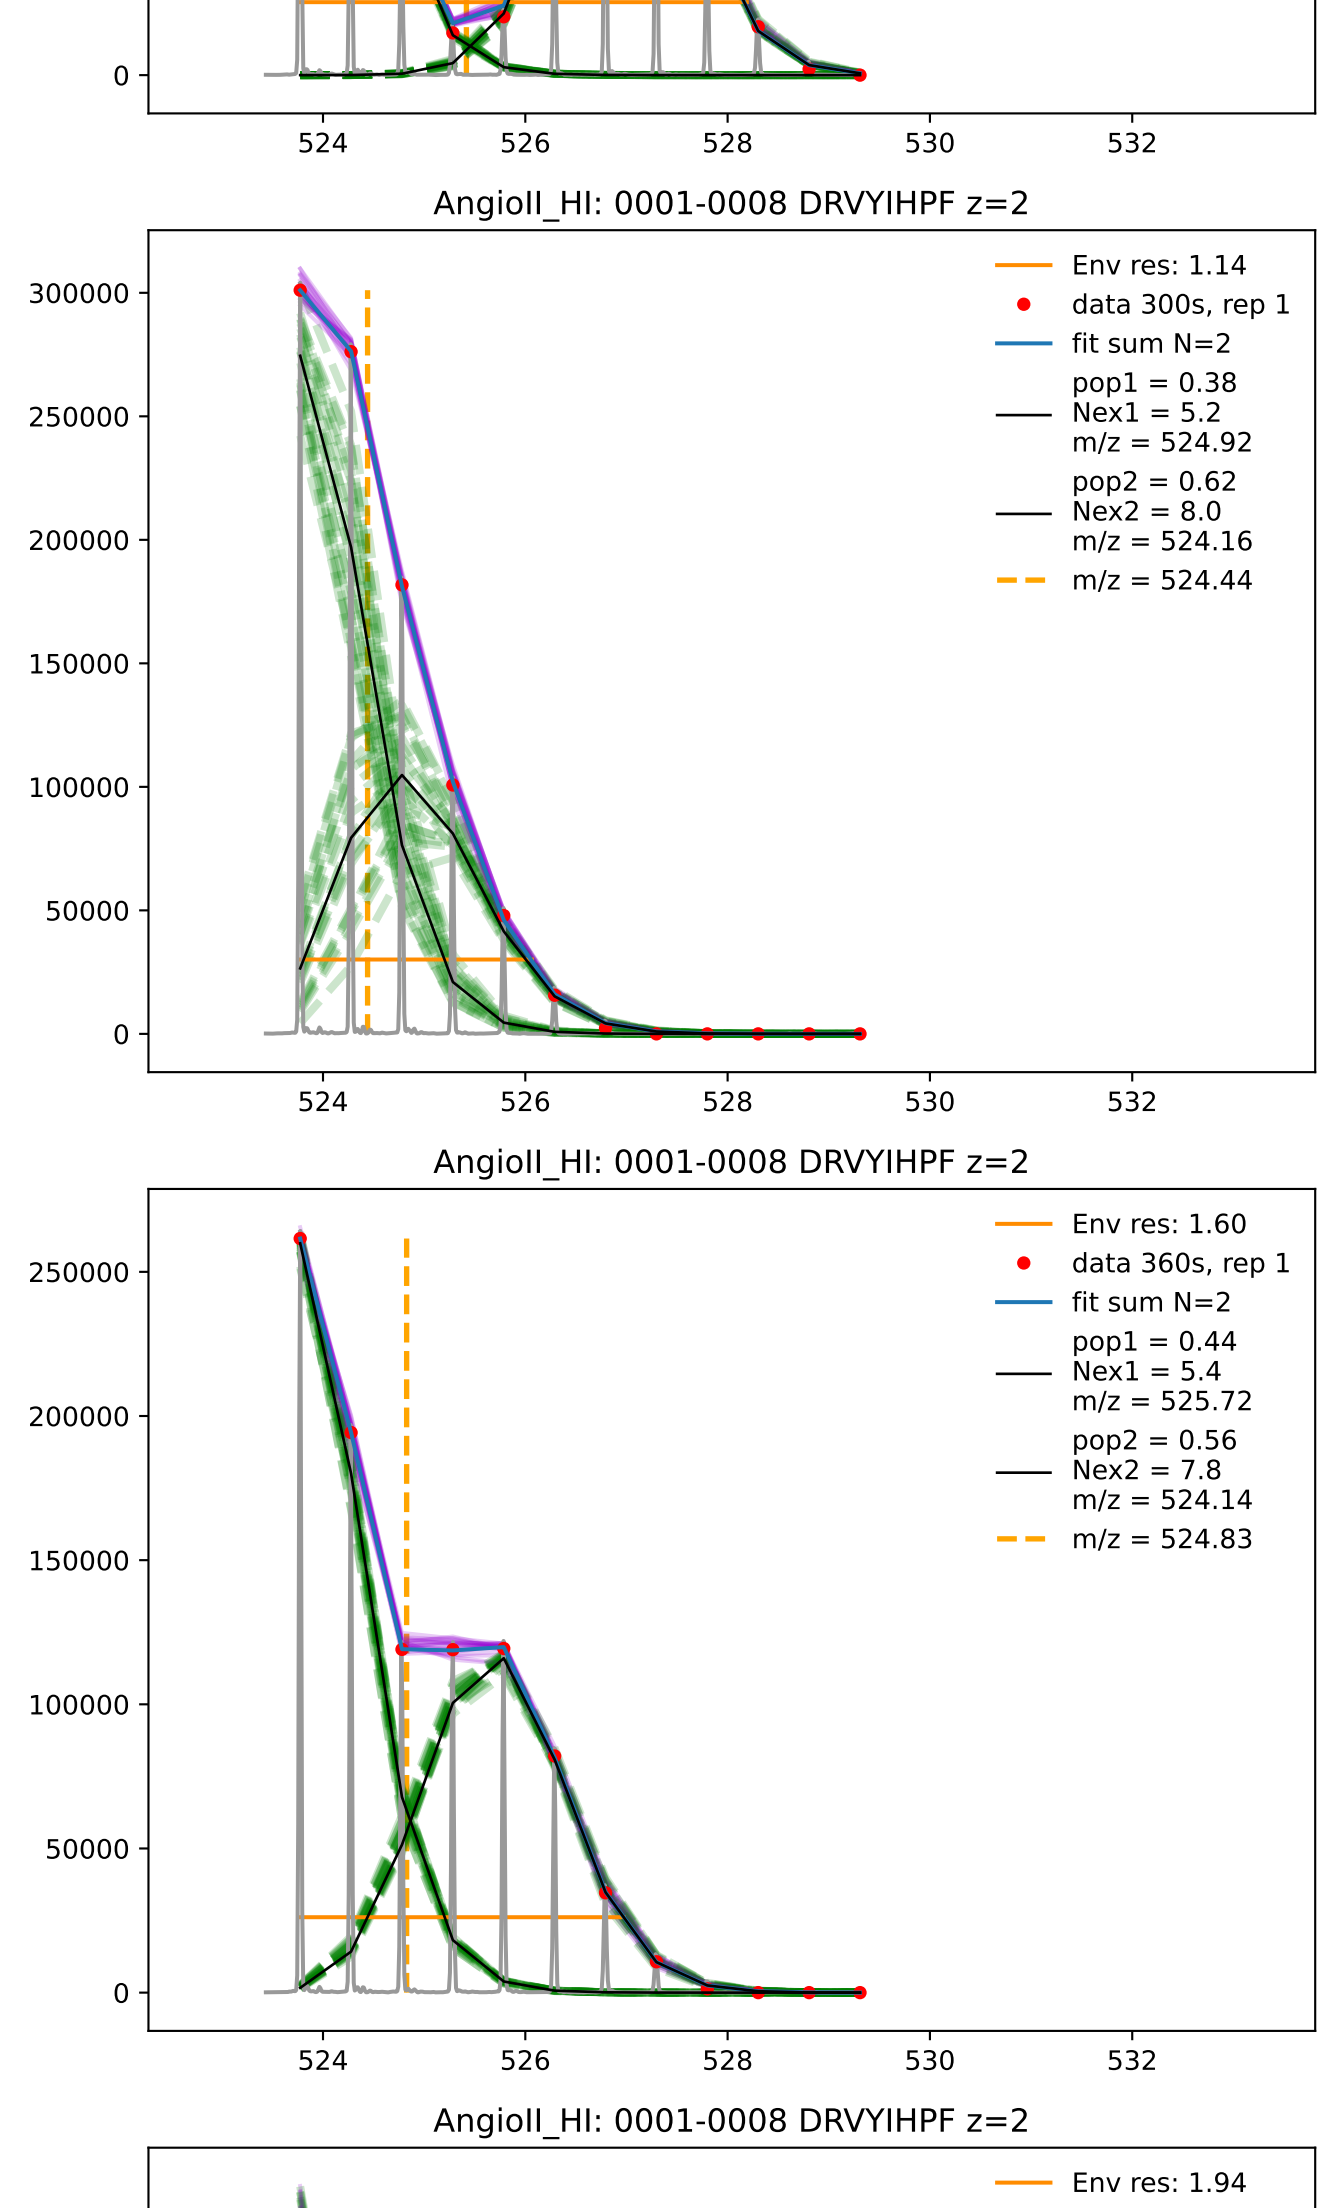 0
524 526 528 530 532
AngioII_HI: 0001-0008 DRVYIHPF z=2
Env res: 1.14
data 300s, rep 1
fit sum N=2
pop1 = 0.38
Nex1 = 5.2
m/z = 524.92
pop2 = 0.62
Nex2 = 8.0
m/z = 524.16
m/z = 524.44
300000
250000
200000
150000
100000
50000
0
524 526 528 530 532
AngioII_HI: 0001-0008 DRVYIHPF z=2
Env res: 1.60
data 360s, rep 1
fit sum N=2
pop1 = 0.44
Nex1 = 5.4
m/z = 525.72
pop2 = 0.56
Nex2 = 7.8
m/z = 524.14
m/z = 524.83
250000
200000
150000
100000
50000
0
524 526 528 530 532
AngioII_HI: 0001-0008 DRVYIHPF z=2
Env res: 1.94